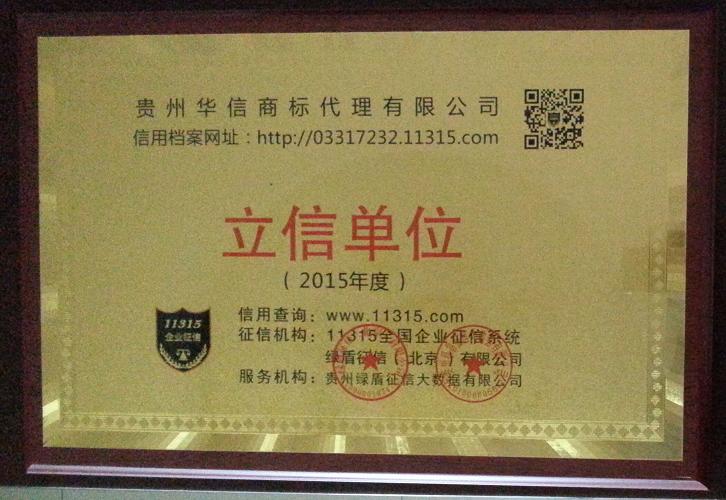 贵州华信商标代理有限公司
信用档案网址：http://03317232.11315.com
立信单位
（2015年度）
11315
企业征信
信用查询：www.11315.com
征信机构：11315全国企业征信系统
绿盾征信（北京）有限公司
服务机构：贵州绿盾征信大数据有限公司